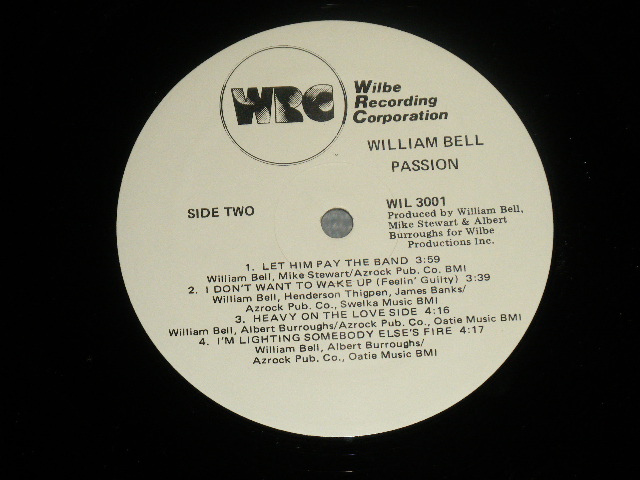 WRC
Wilbe
Recording
Corporation
WILLIAM BELL
PASSION
SIDE TWO
WIL 3001
Produced by William Bell,
Mike Stewart & Albert
Burroughs for Wilbe
Productions Inc.
1. LET HIM PAY THE BAND 3:59
William Bell, Mike Stewart/Azrock Pub. Co. BMI
2. I DON'T WANT TO WAKE UP (Feelin' Guilty) 3:39
William Bell, Henderson Thigpen, James Banks/
Azrock Pub. Co., Swelka Music BMI
3. HEAVY ON THE LOVE SIDE 4:16
William Bell, Albert Burroughs/Azrock Pub. Co., Oatie Music BMI
4. I'M LIGHTING SOMEBODY ELSE'S FIRE 4:17
William Bell, Albert Burroughs/
Azrock Pub. Co., Oatie Music BMI